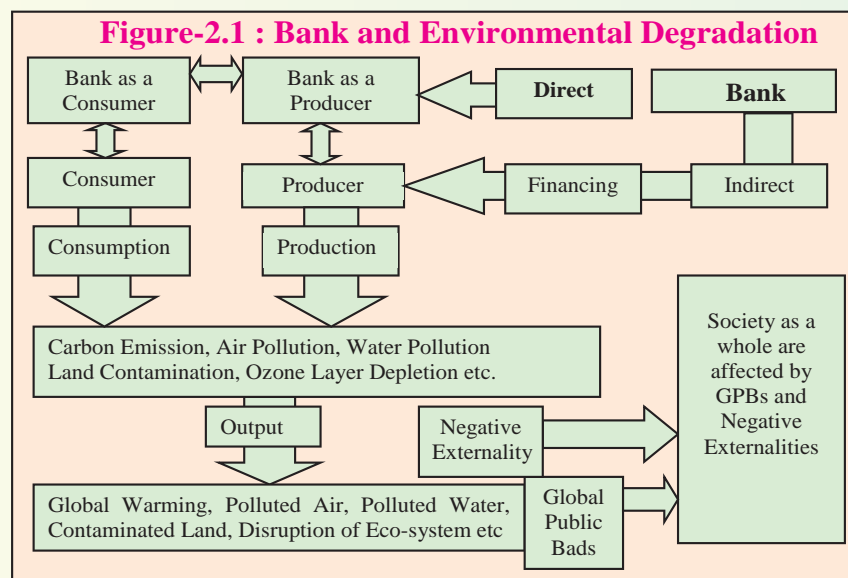 Figure-2.1 : Bank and Environmental Degradation
Bank as a
Consumer
Bank as a
Producer
Direct
Bank
Consumer
Producer
Financing
Indirect
Consumption
Production
Carbon Emission, Air Pollution, Water Pollution
Land Contamination, Ozone Layer Depletion etc.
Society as a
whole are
affected by
GPBs and
Negative
Externalities
Output
Negative
Externality
Global Warming, Polluted Air, Polluted Water,
Contaminated Land, Disruption of Eco-system etc
Global
Public
Bads